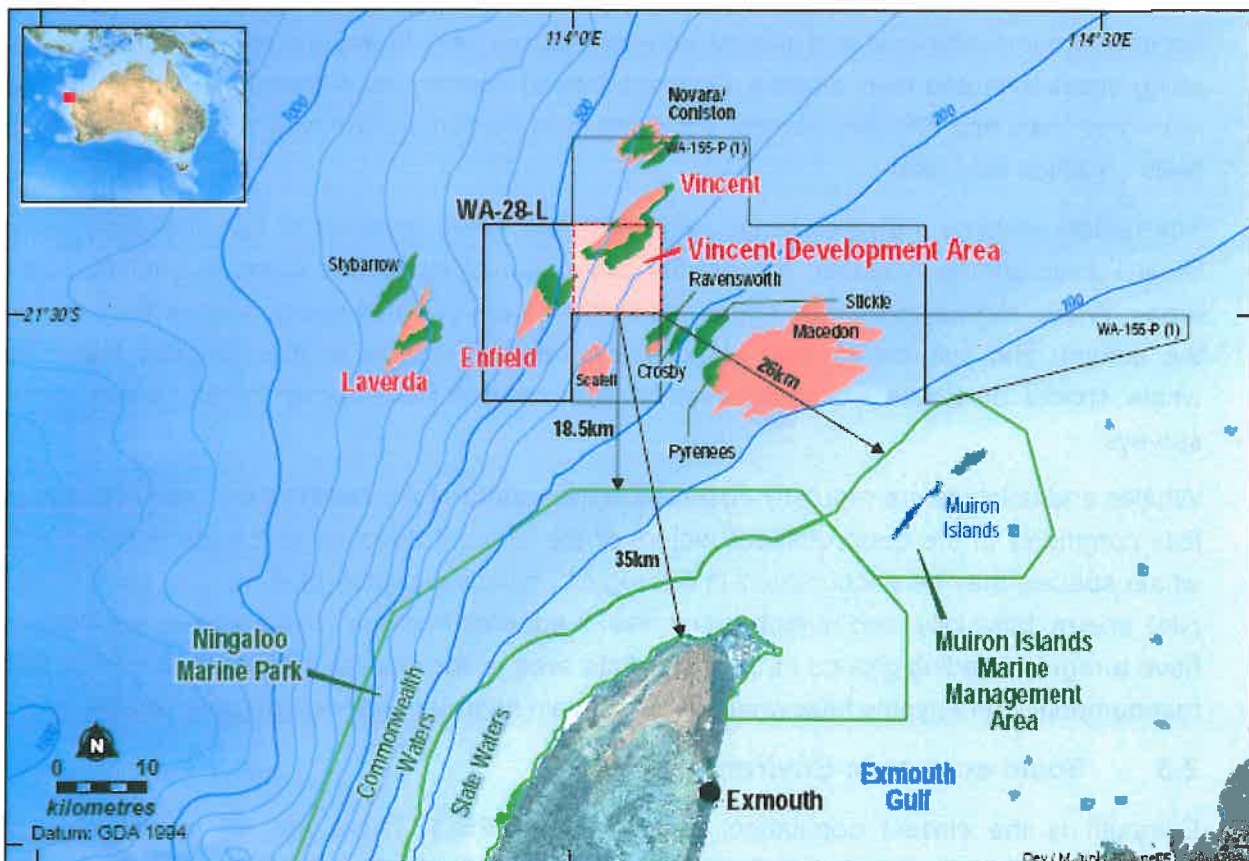 114°0'E
114°30'E
1000
500
200
Novara/
Coniston
WA-155-P (1)
Vincent
WA-28-L
Vincent Development Area
Stybarrow
Ravensworth
Stickle
21°30'S
Macedon
100
WA-155-P (1)
Enfield
Laverda
Scafell
Crosby
26km
18.5km
Pyrenees
Muiron
Islands
35km
Ningaloo
Marine Park
Muiron Islands
Marine
Management
Area
Commonwealth
Waters
State Waters
N
0 10
kilometres
Datum: GDA 1994
Exmouth
Exmouth
Gulf